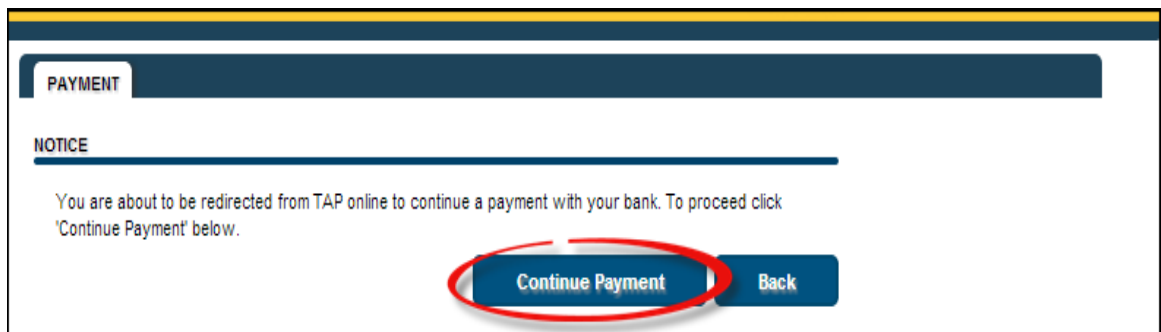 PAYMENT
NOTICE
You are about to be redirected from TAP online to continue a payment with your bank. To proceed click
'Continue Payment' below.
Continue Payment Back